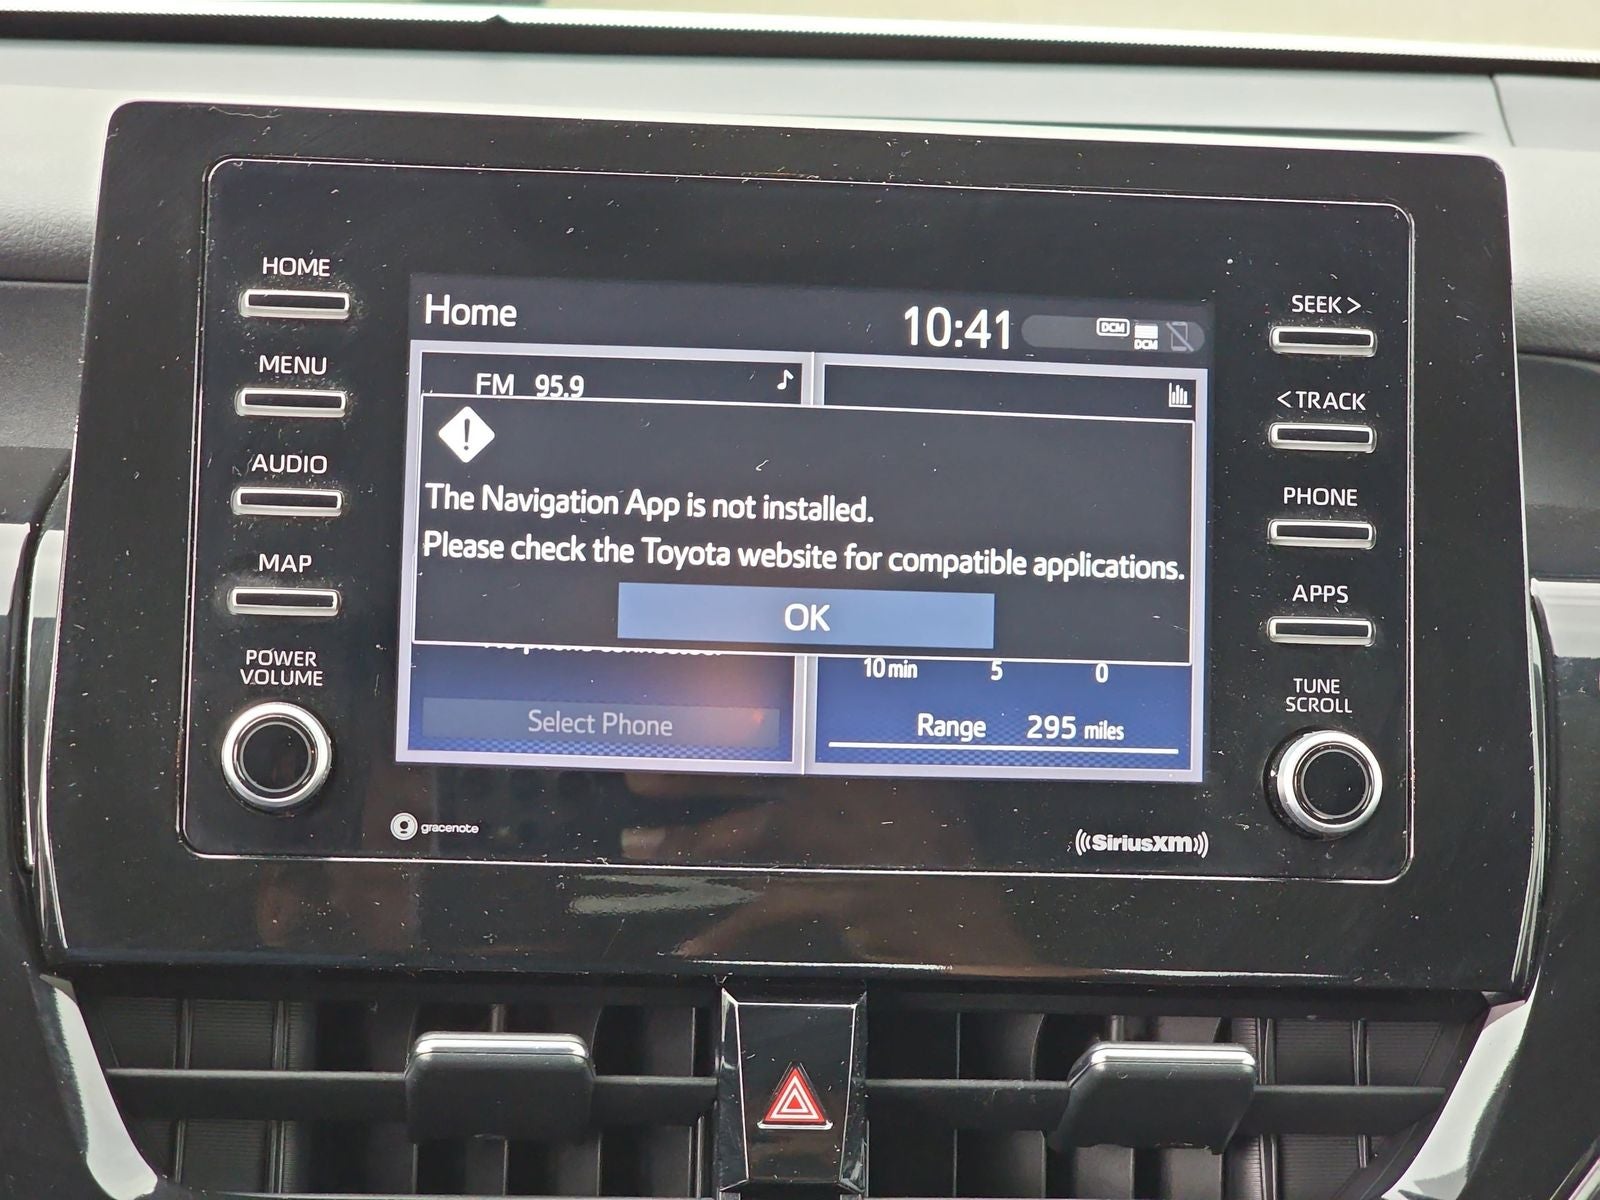 HOME
MENU
AUDIO
MAP
POWER
VOLUME
Home
10:41
DCM
DCM
FM 95.9
The Navigation App is not installed.
Please check the Toyota website for compatible applications.
OK
10 min 5 0
Select Phone
Range 295 miles
SEEK >
< TRACK
PHONE
APPS
TUNE
SCROLL
gracenote
((SiriusXM))